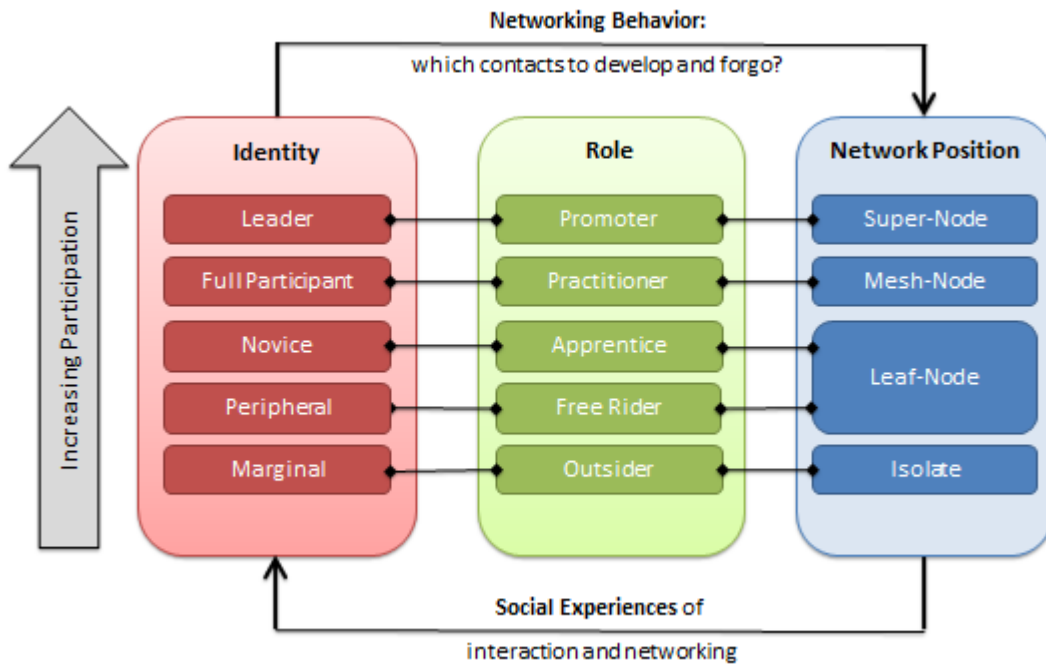 Networking Behavior:
which contacts to develop and forgo?
Increasing Participation
Identity
Leader
Full Participant
Novice
Peripheral
Marginal
Role
Promoter
Practitioner
Apprentice
Free Rider
Outsider
Network Position
Super-Node
Mesh-Node
Leaf-Node
Isolate
Social Experiences of
interaction and networking